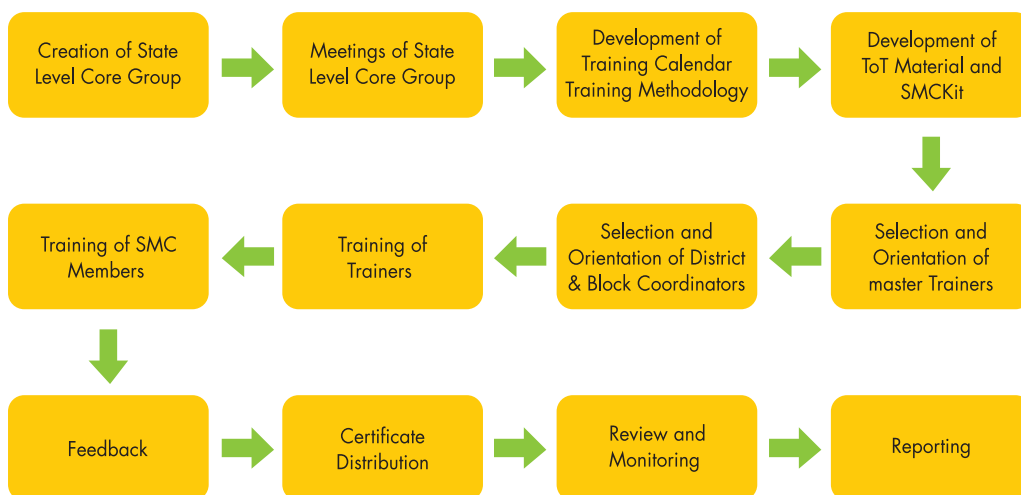 Creation of State
Level Core Group
Meetings of State
Level Core Group
Development of
Training Calendar
Training Methodology
Development of
ToT Material and
SMCKit
Selection and
Orientation of
master Trainers
Selection and
Orientation of District
& Block Coordinators
Training of
Trainers
Training of SMC
Members
Feedback
Certificate
Distribution
Review and
Monitoring
Reporting